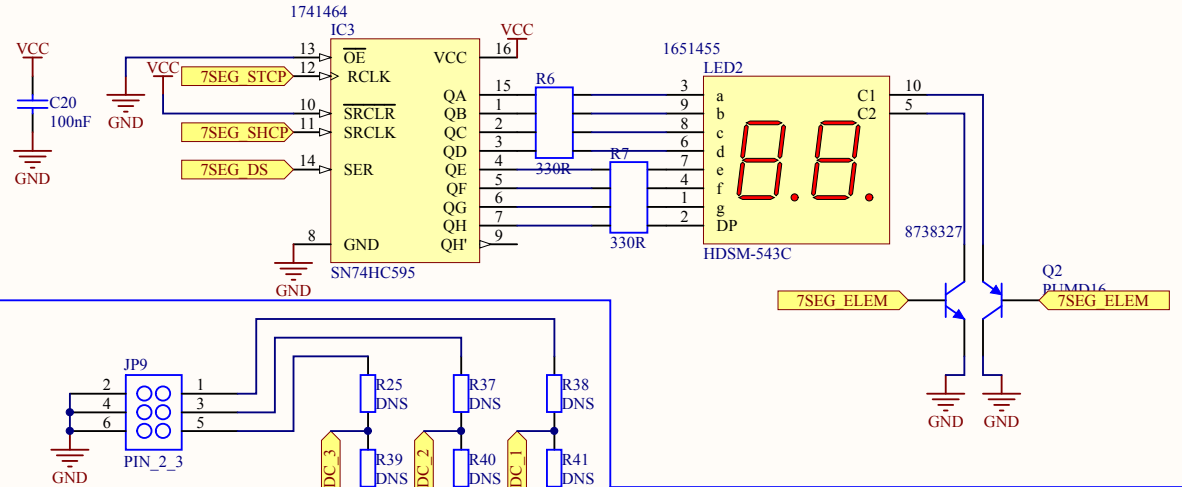 1741464
IC3
VCC
C20
100nF
GND
GND
VCC
7SEG_STCP
7SEG_SHCP
7SEG_DS
13
12
10
11
14
8
GND
OE
RCLK
SRCLR
SRCLK
SER
GND
VCC
QA
QB
QC
QD
QE
QF
QG
QH
QH'
16
15
1
2
3
4
5
6
7
9
VCC
SN74HC595
R6
330R
R7
330R
1651455
LED2
3
9
8
6
7
4
1
2
a
b
c
d
e
f
g
DP
C1
C2
10
5
8.8.
HDSM-543C
8738327
Q2
PUMD16
7SEG_ELEM
7SEG_ELEM
GND
GND
JP9
2
4
6
1
3
5
PIN_2_3
GND
R25
DNS
R37
DNS
R38
DNS
DC_3
DC_2
DC_1
R39
DNS
R40
DNS
R41
DNS